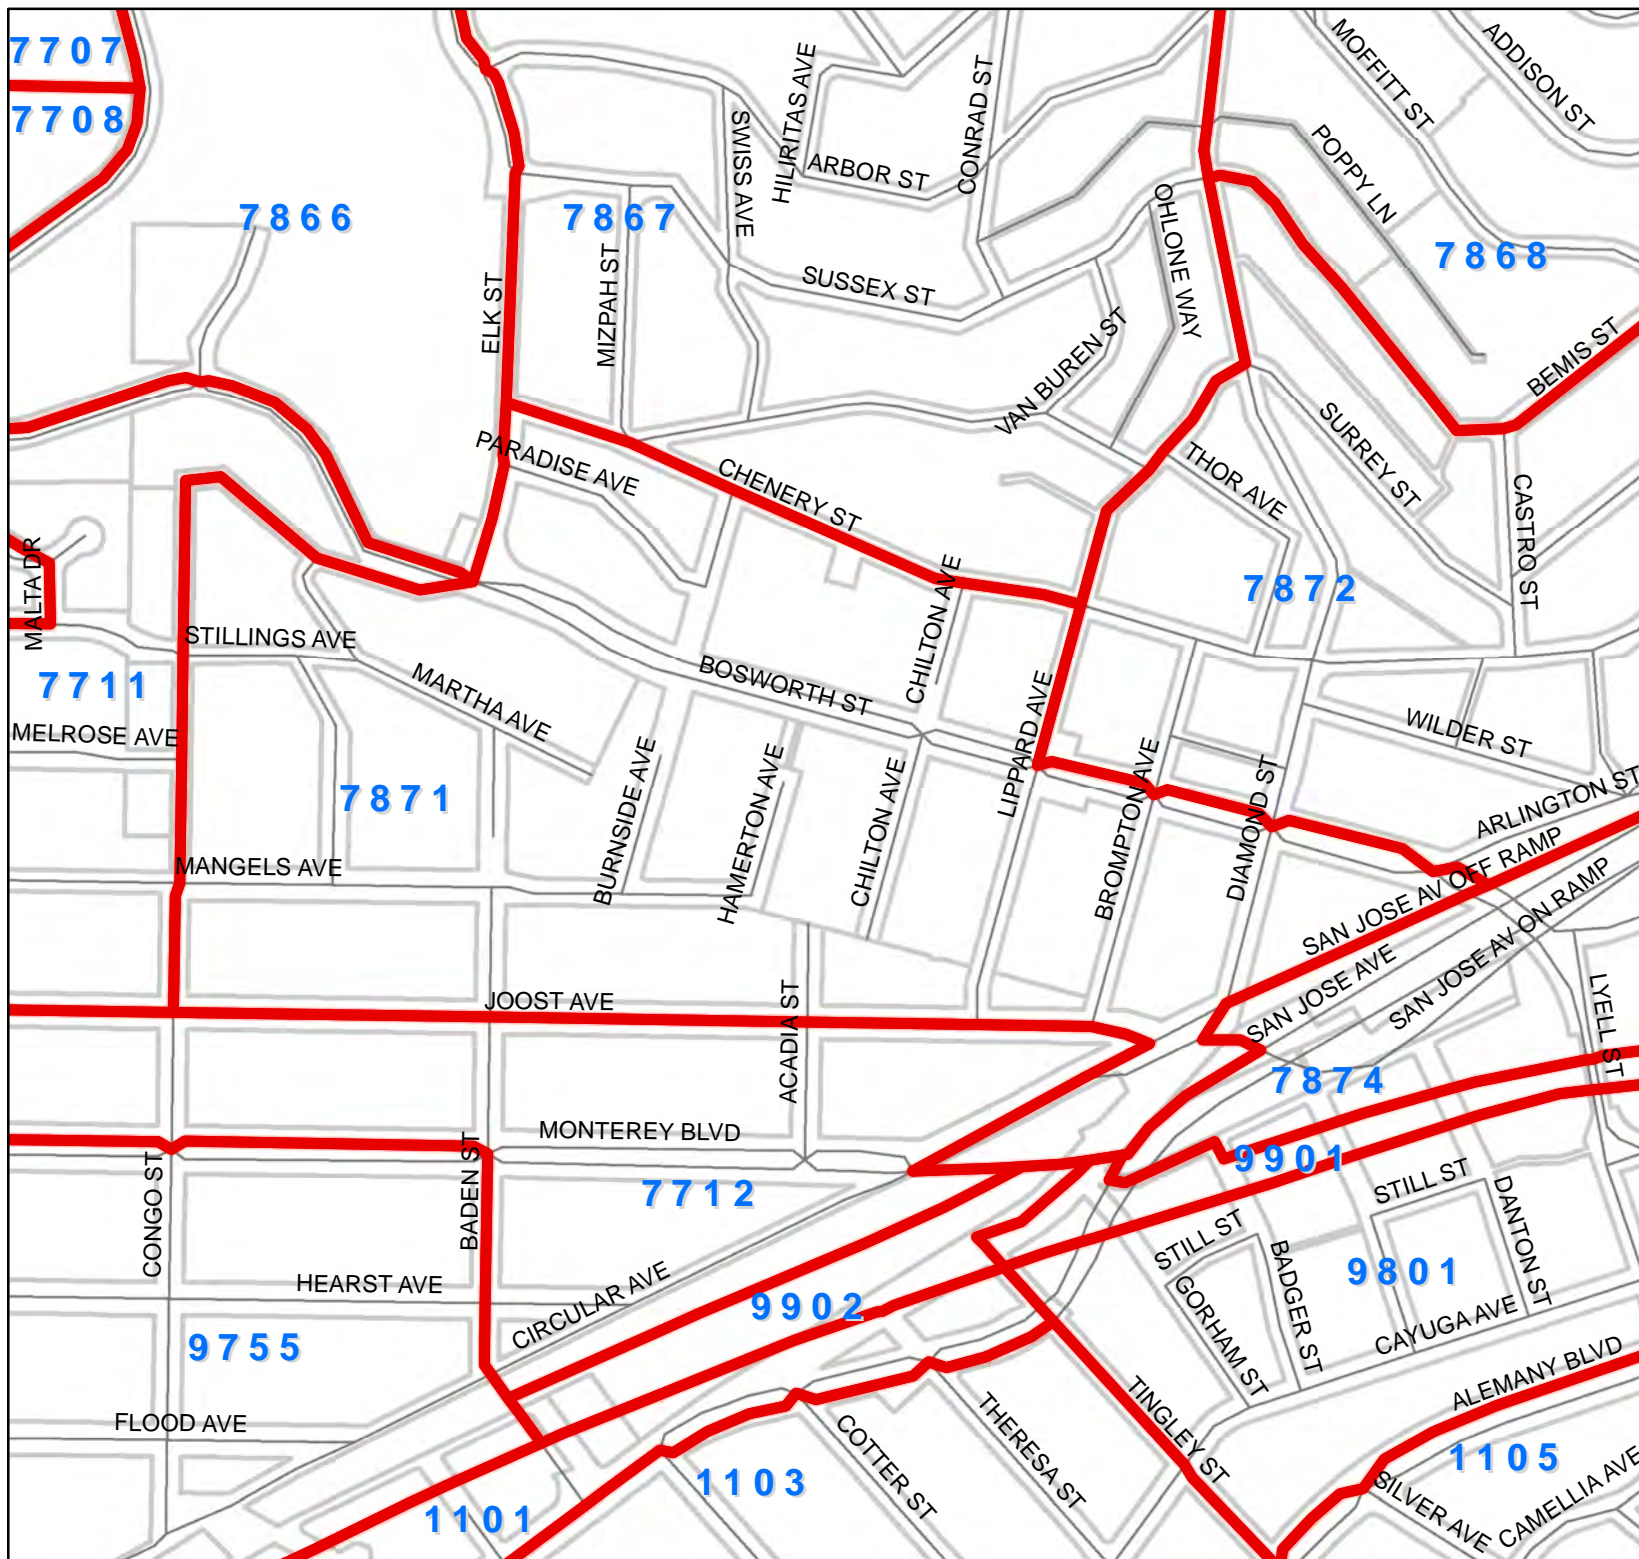 7707
7708
MOFFITT ST
ADDISON ST
HILIRITAS AVE
CONRAD ST
SWISS AVE
ARBOR ST
POPPY LN
7866
7867
OHLONE WAY
7868
ELK ST
MIZPAH ST
SUSSEX ST
VAN BUREN ST
BEMIS ST
PARADISE AVE
CHENERY ST
THOR AVE
SURREY ST
CASTRO ST
MALTA DR
7872
STILLINGS AVE
CHILTON AVE
7711
MARTHA AVE
BOSWORTH ST
LIPPARD AVE
MELROSE AVE
WILDER ST
7871
BURNSIDE AVE
HAMERTON AVE
CHILTON AVE
BROMPTON AVE
DIAMOND ST
ARLINGTON ST
MANGELS AVE
SAN JOSE AV OFF RAMP
SAN JOSE AVE
SAN JOSE AV ON RAMP
JOOST AVE
ACADIA ST
LYELL ST
7874
MONTEREY BLVD
9901
CONGO ST
BADEN ST
7712
STILL ST
STILL ST
DANTON ST
HEARST AVE
CIRCULAR AVE
9902
GORHAM ST
BADGER ST
9801
CAYUGA AVE
9755
ALEMANY BLVD
FLOOD AVE
COTTER ST
THERESA ST
TINGLEY ST
1105
1103
1101
SILVER AVE
CAMELLIA AVE